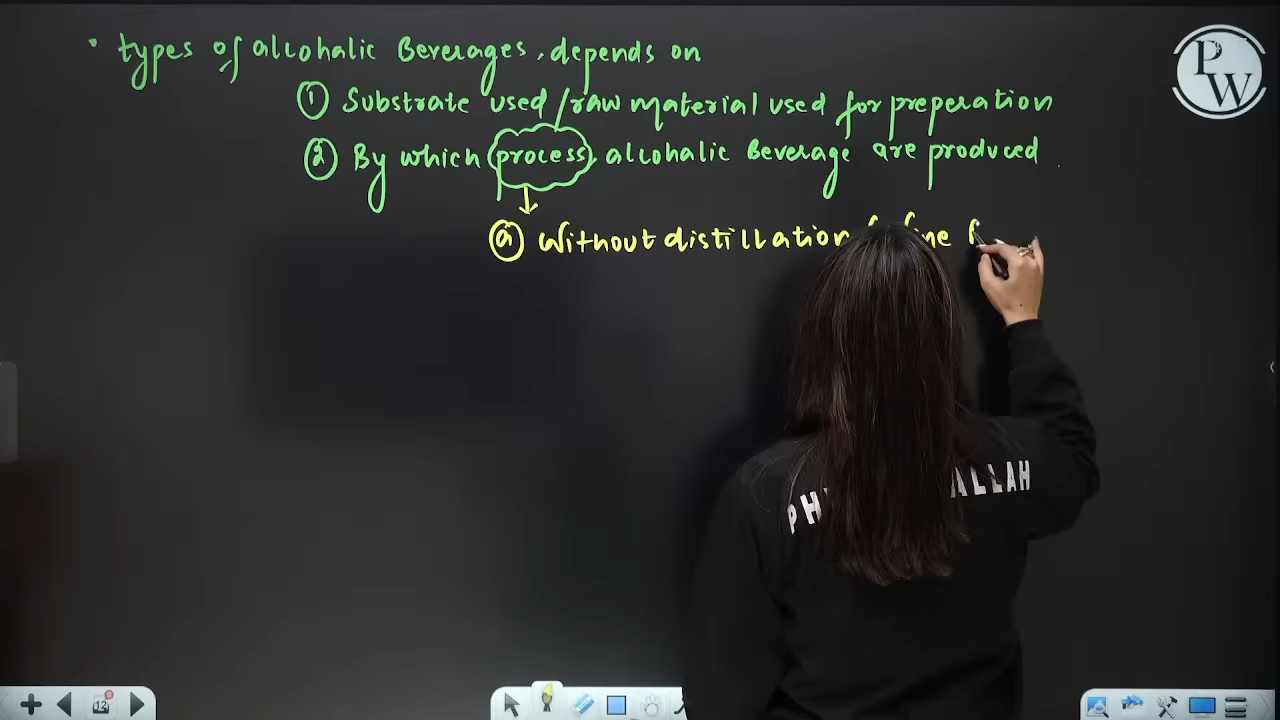 • types of alcohalic Beverages, depends on
① Substrate used / raw material used for preperation
② By which process, alcohalic Beverage are produced
ⓐ Without distillation
PW
12